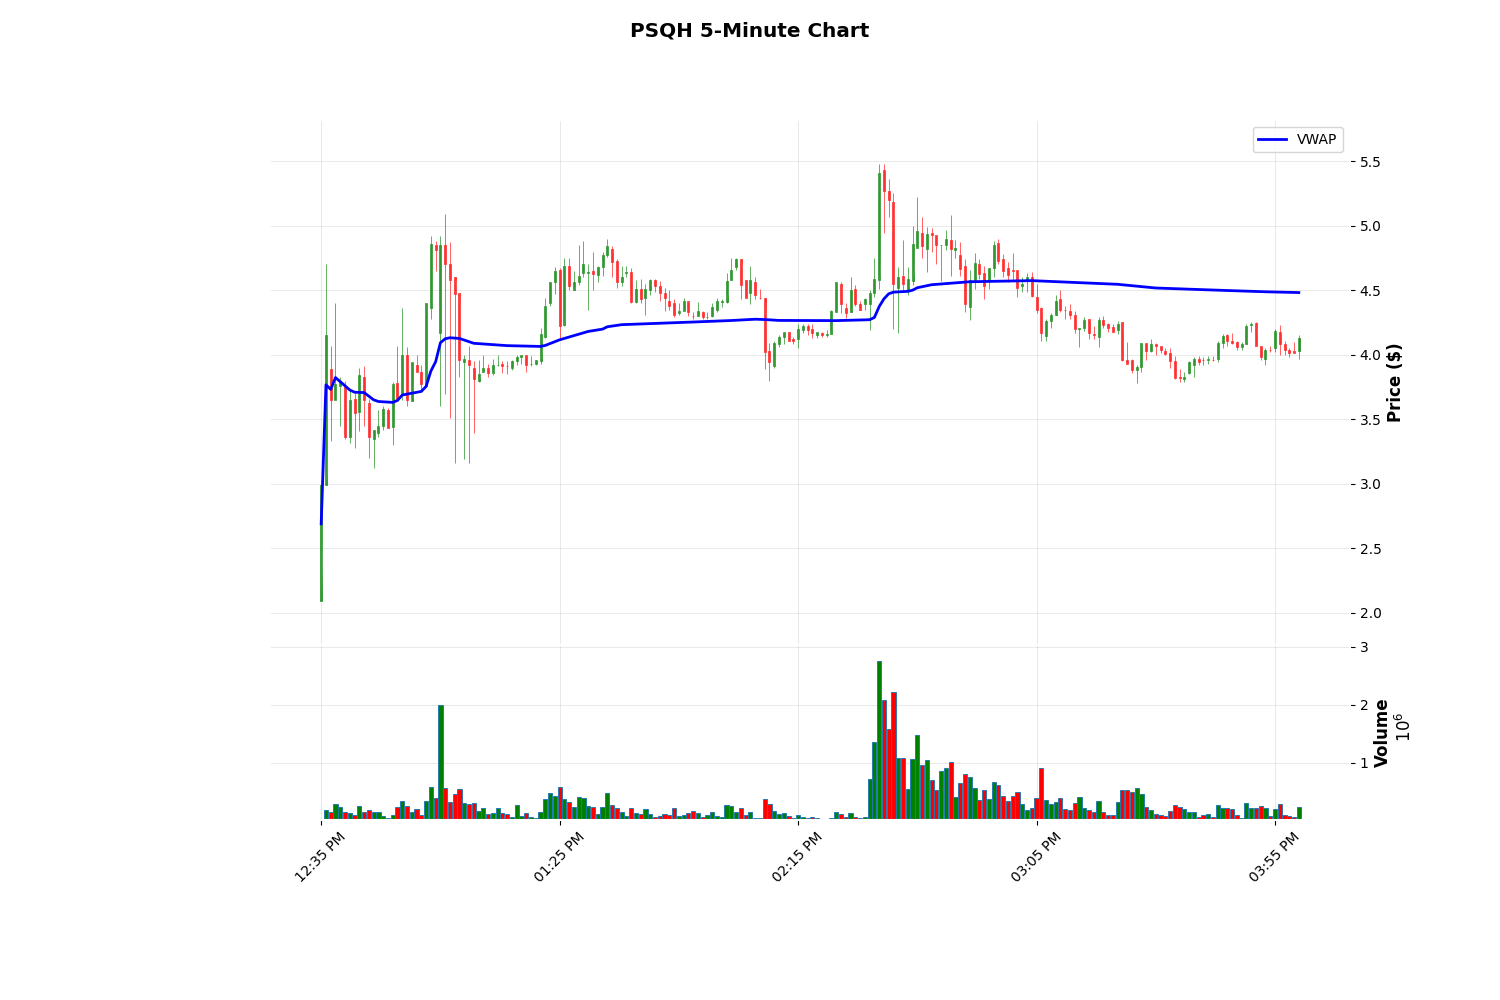 PSQH 5-Minute Chart
VWAP
5.5
5.0
4.5
4.0
3.5
3.0
2.5
2.0
Price ($)
3
2
1
Volume
10^6
12:35 PM
01:25 PM
02:15 PM
03:05 PM
03:55 PM